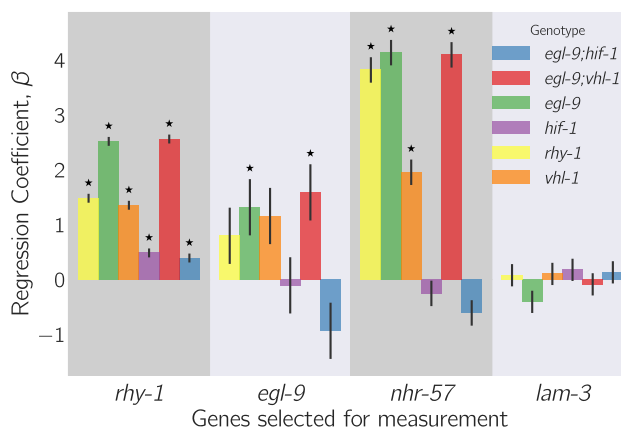 Genotype
egl-9;hif-1
egl-9;vhl-1
egl-9
hif-1
rhy-1
vhl-1
Regression Coefficient, β
4
3
2
1
0
−1
rhy-1 egl-9 nhr-57 lam-3
Genes selected for measurement